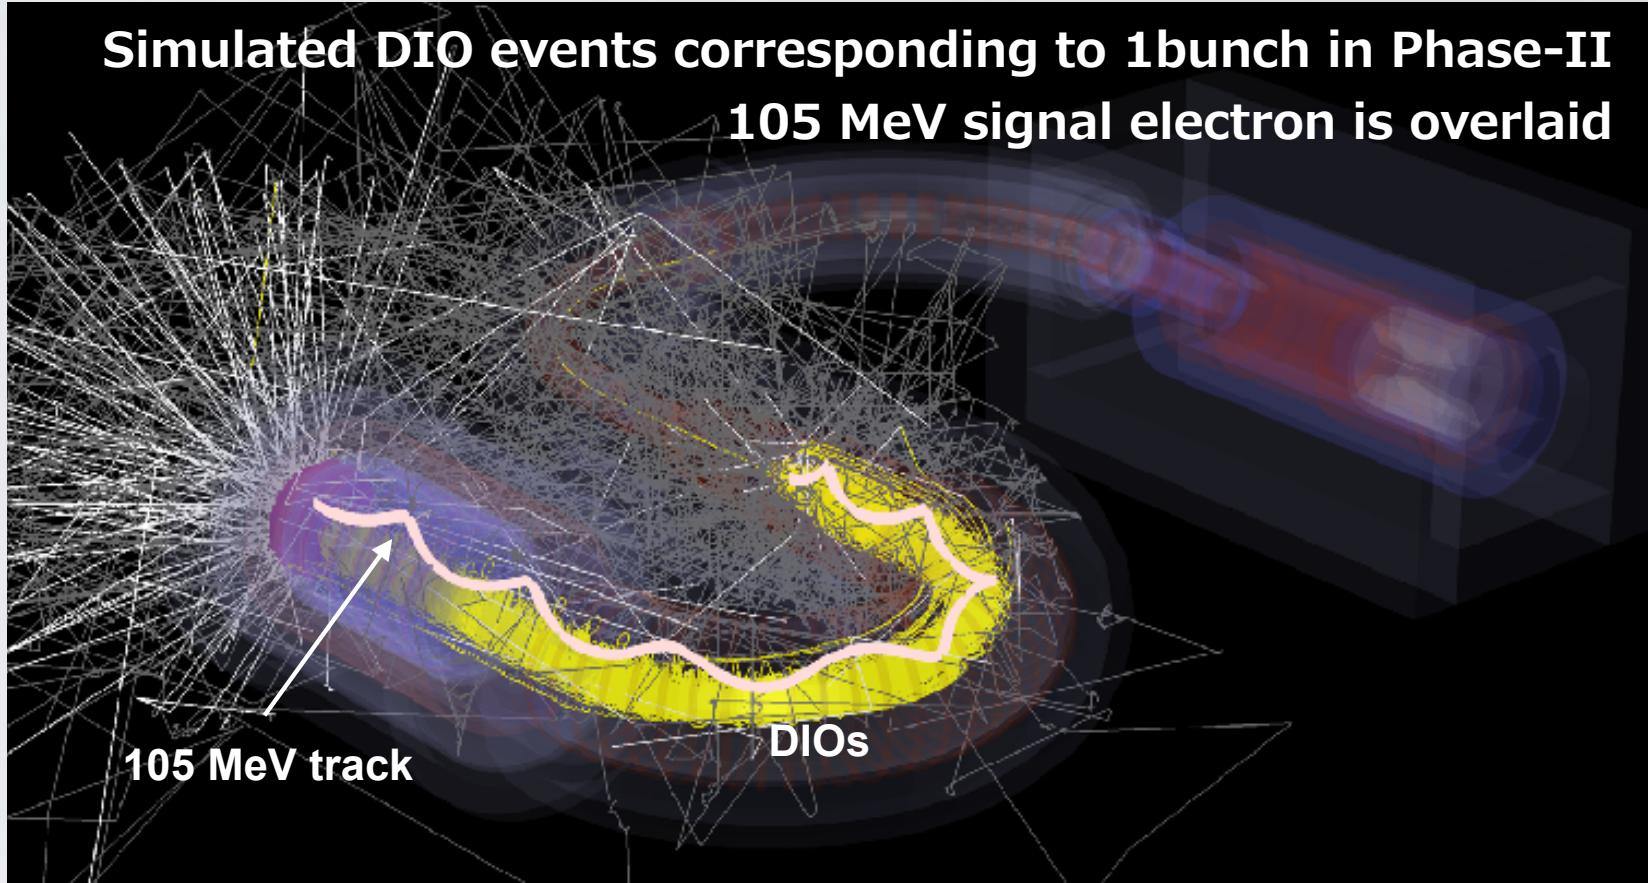 Simulated DIO events corresponding to 1bunch in Phase-II
105 MeV signal electron is overlaid
DIOs
105 MeV track